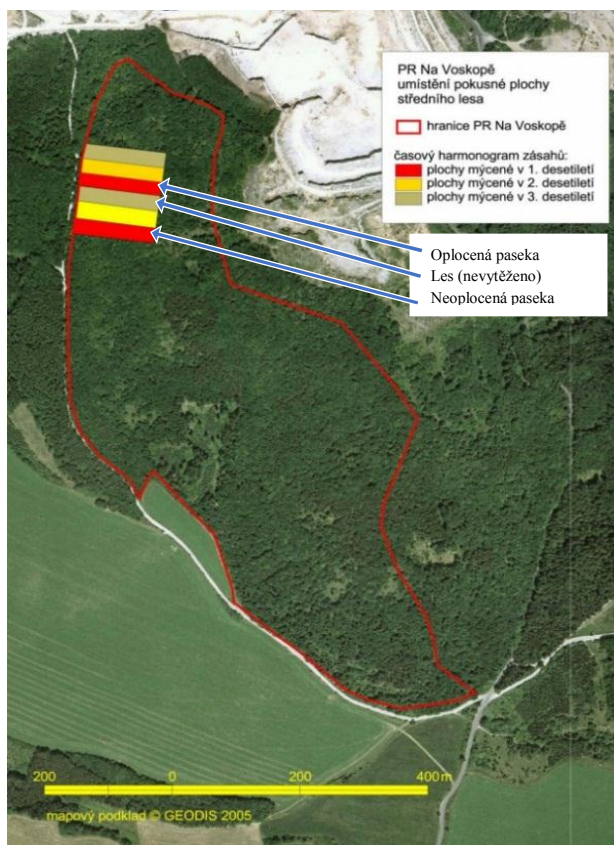 PR Na Voskopě
umístění pokusné plochy
středního lesa
hranice PR Na Voskopě
časový harmonogram zásahů:
plochy mýcené v 1. desetiletí
plochy mýcené v 2. desetiletí
plochy mýcené v 3. desetiletí
Oplocená paseka
Les (nevytěženo)
Neoplocená paseka
200 0 200 400 m
mapový podklad © GEODIS 2005